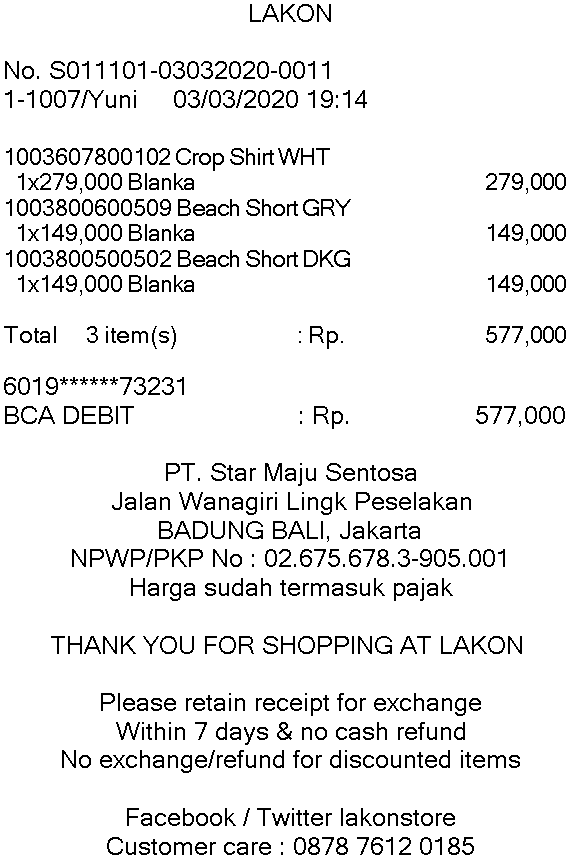 LAKON
No. S011101-03032020-0011
1-1007/Yuni 03/03/2020 19:14
1003607800102 Crop Shirt WHT
1x279,000 Blanka 279,000
1003800600509 Beach Short GRY
1x149,000 Blanka 149,000
1003800500502 Beach Short DKG
1x149,000 Blanka 149,000
Total 3 item(s) : Rp. 577,000
6019******73231
BCA DEBIT : Rp. 577,000
PT. Star Maju Sentosa
Jalan Wanagiri Lingk Peselakan
BADUNG BALI, Jakarta
NPWP/PKP No : 02.675.678.3-905.001
Harga sudah termasuk pajak
THANK YOU FOR SHOPPING AT LAKON
Please retain receipt for exchange
Within 7 days & no cash refund
No exchange/refund for discounted items
Facebook / Twitter lakonstore
Customer care : 0878 7612 0185